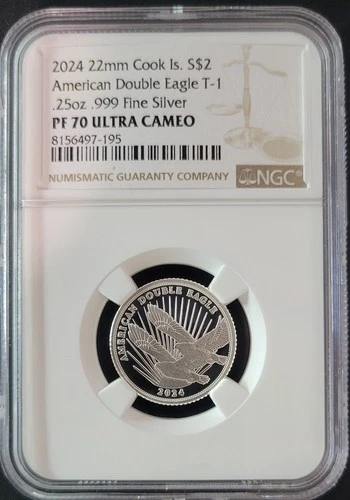 2024 22mm Cook Is. S$2
American Double Eagle T-1
.25oz .999 Fine Silver
PF 70 ULTRA CAMEO
8156497-195
NUMISMATIC GUARANTY COMPANY
NGC
AMERICAN DOUBLE EAGLE
2024